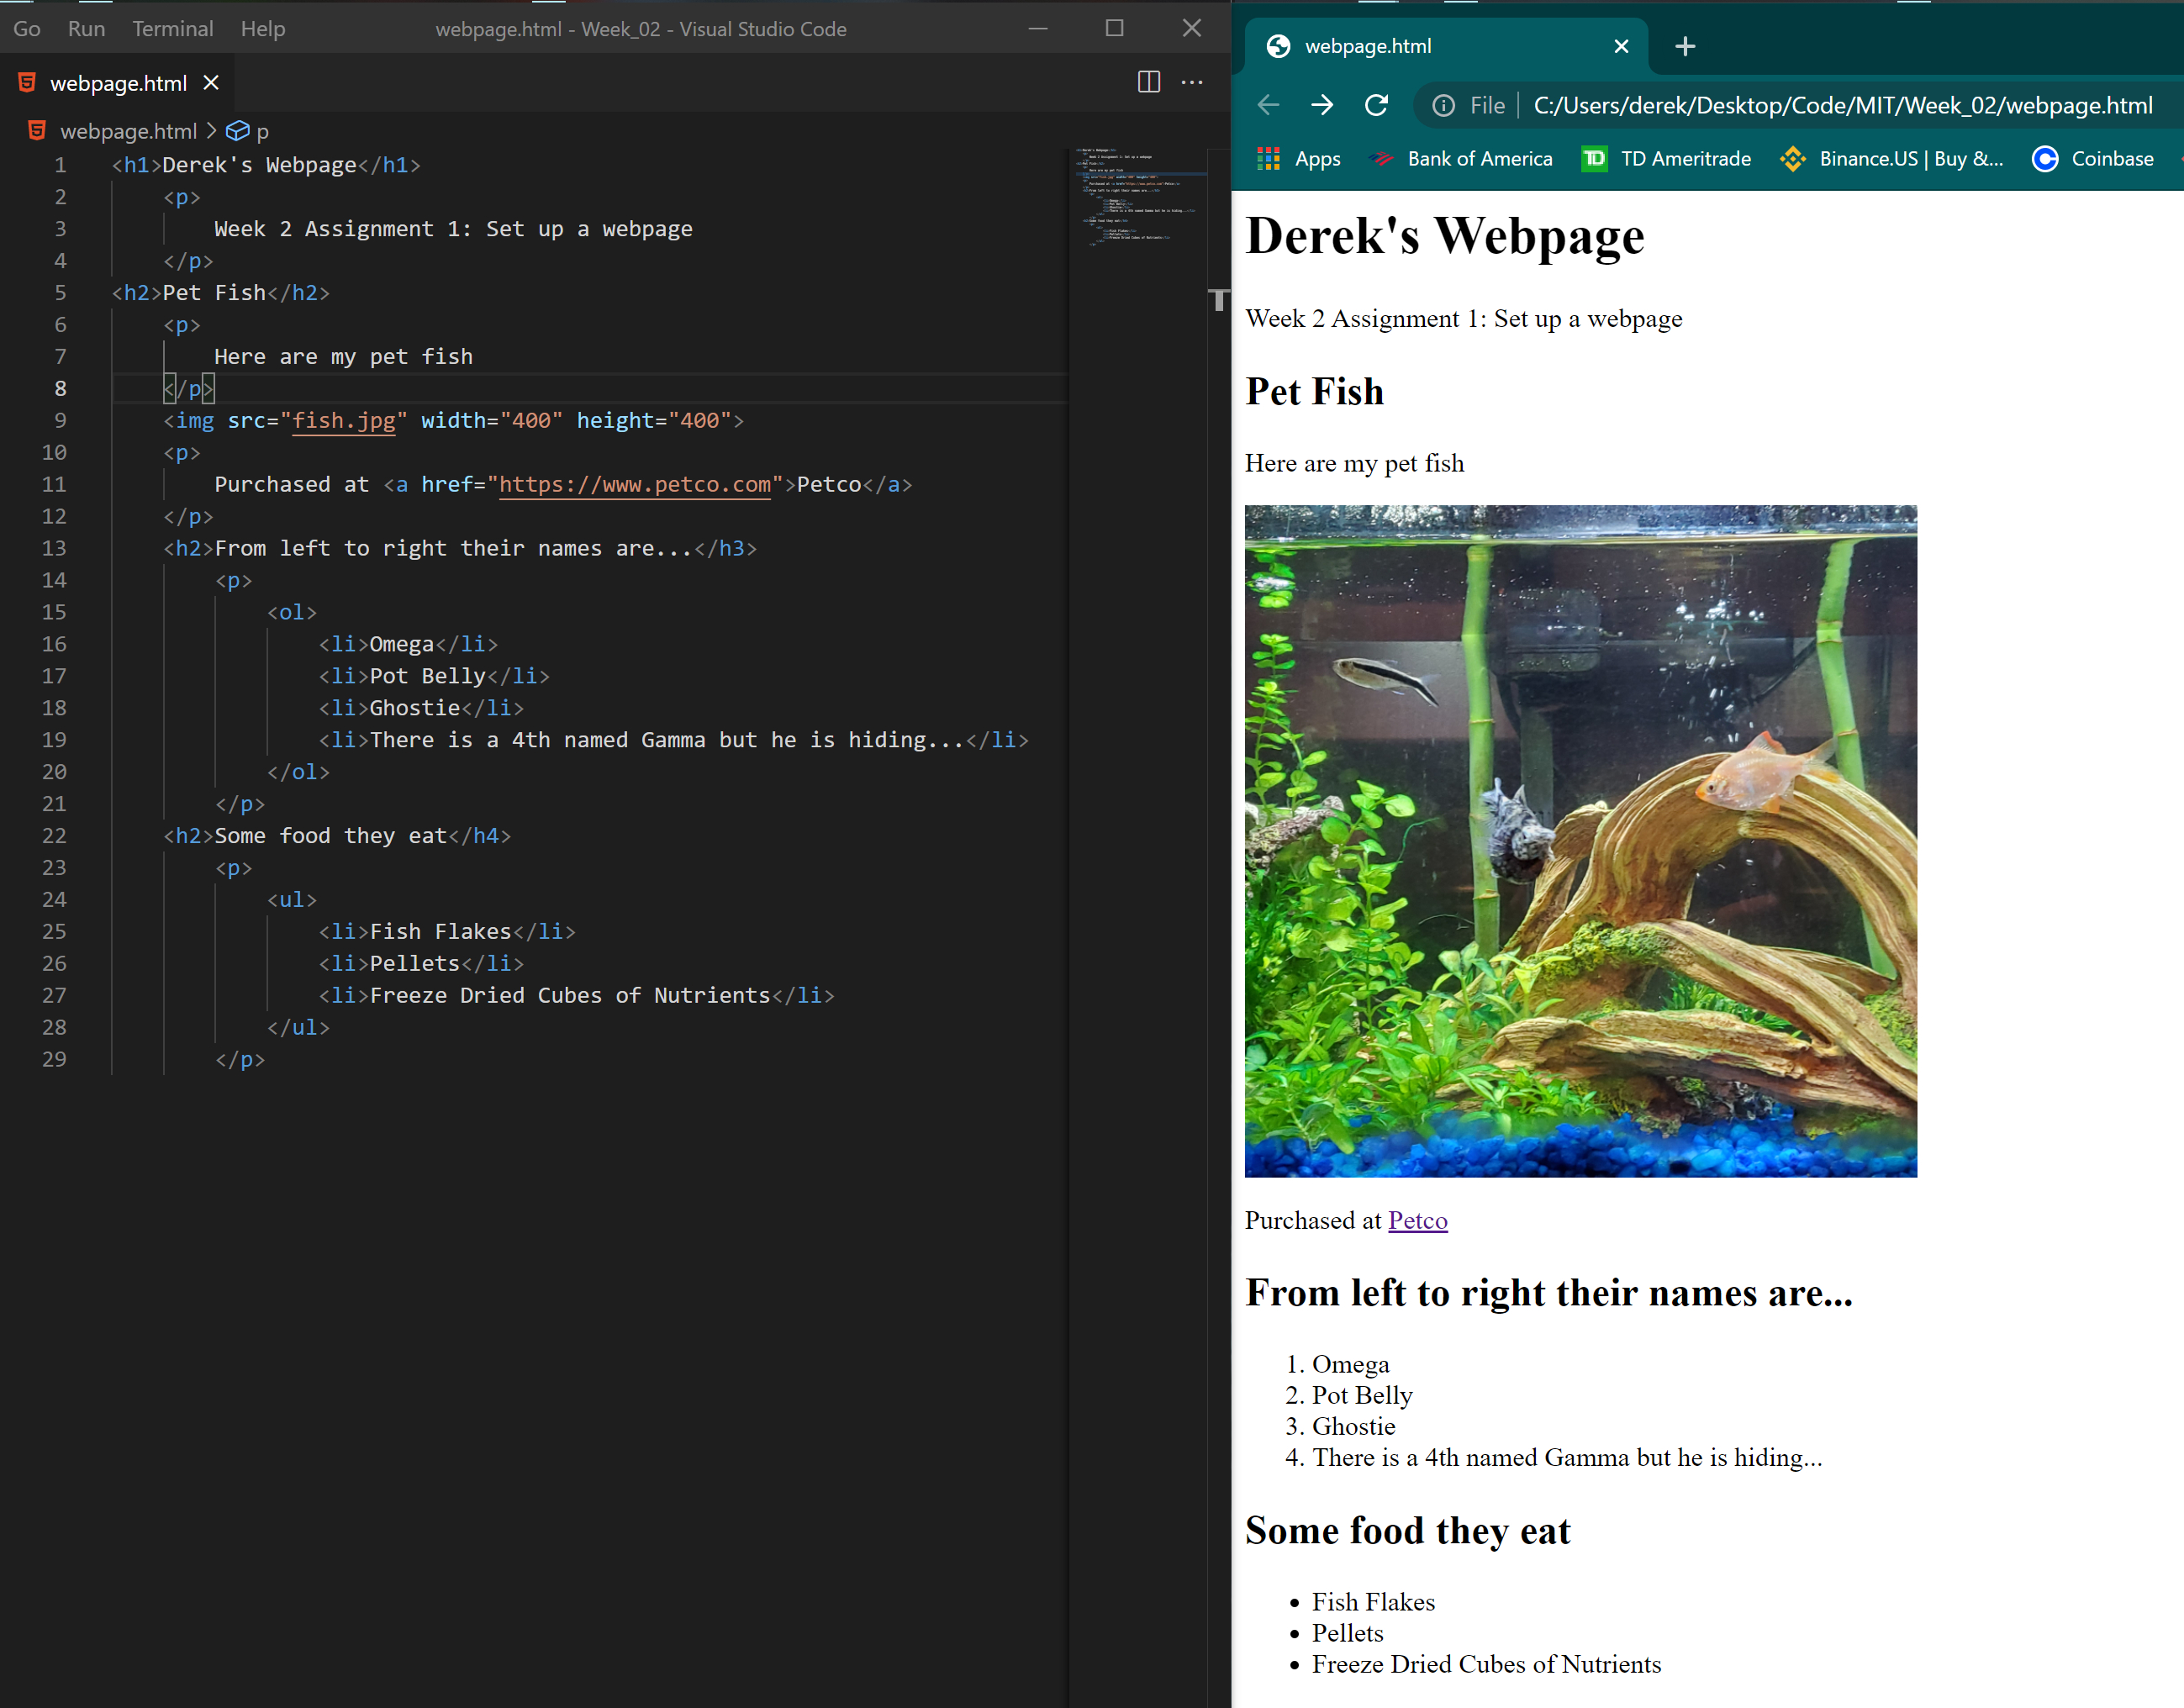 Go Run Terminal Help webpage.html - Week_02 - Visual Studio Code
webpage.html
webpage.html > p
1 <h1>Derek's Webpage</h1>
2 <p>
3 Week 2 Assignment 1: Set up a webpage
4 </p>
5 <h2>Pet Fish</h2>
6 <p>
7 Here are my pet fish
8 </p>
9 <img src="fish.jpg" width="400" height="400">
10 <p>
11 Purchased at <a href="https://www.petco.com">Petco</a>
12 </p>
13 <h2>From left to right their names are...</h3>
14 <p>
15 <ol>
16 <li>Omega</li>
17 <li>Pot Belly</li>
18 <li>Ghostie</li>
19 <li>There is a 4th named Gamma but he is hiding...</li>
20 </ol>
21 </p>
22 <h2>Some food they eat</h4>
23 <p>
24 <ul>
25 <li>Fish Flakes</li>
26 <li>Pellets</li>
27 <li>Freeze Dried Cubes of Nutrients</li>
28 </ul>
29 </p>
webpage.html
File | C:/Users/derek/Desktop/Code/MIT/Week_02/webpage.html
Apps Bank of America TD TD Ameritrade Binance.US | Buy &... Coinbase
Derek's Webpage
Week 2 Assignment 1: Set up a webpage
Pet Fish
Here are my pet fish
Purchased at Petco
From left to right their names are...
1. Omega
2. Pot Belly
3. Ghostie
4. There is a 4th named Gamma but he is hiding...
Some food they eat
• Fish Flakes
• Pellets
• Freeze Dried Cubes of Nutrients